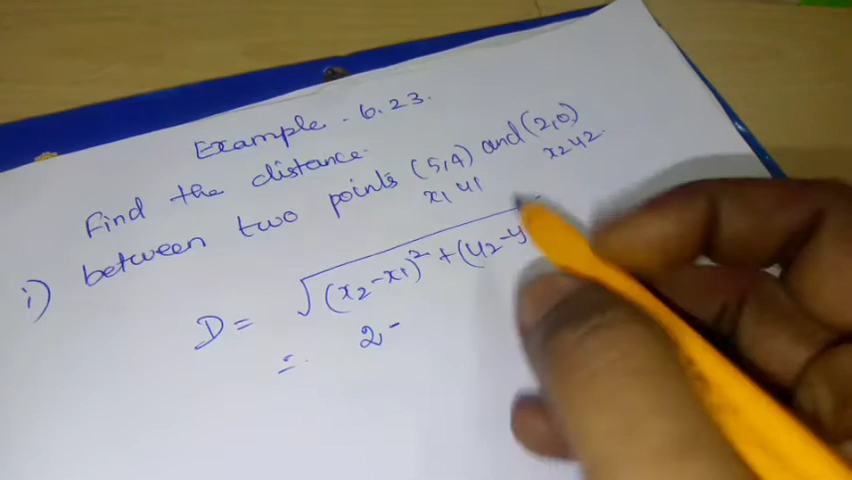 Example - 6.23.
Find the distance.
i) between two points (5,4) and (2,0)
x1 y1 x2 y2.
D = √(x2-x1)² + (y2-y
= 2-